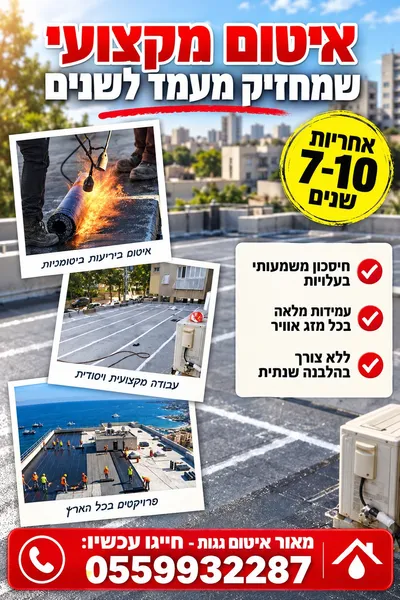 איטום מקצועי
שמחזיק מעמד לשנים
אחריות
7-10
שנים
איטום ביריעות ביטומניות
חיסכון משמעותי
בעלויות
עמידות מלאה
בכל מזג אוויר
ללא צורך
בהלבנה שנתית
עבודה מקצועית ויסודית
פרויקטים בכל הארץ
מאור איטום גגות - חייגו עכשיו:
0559932287